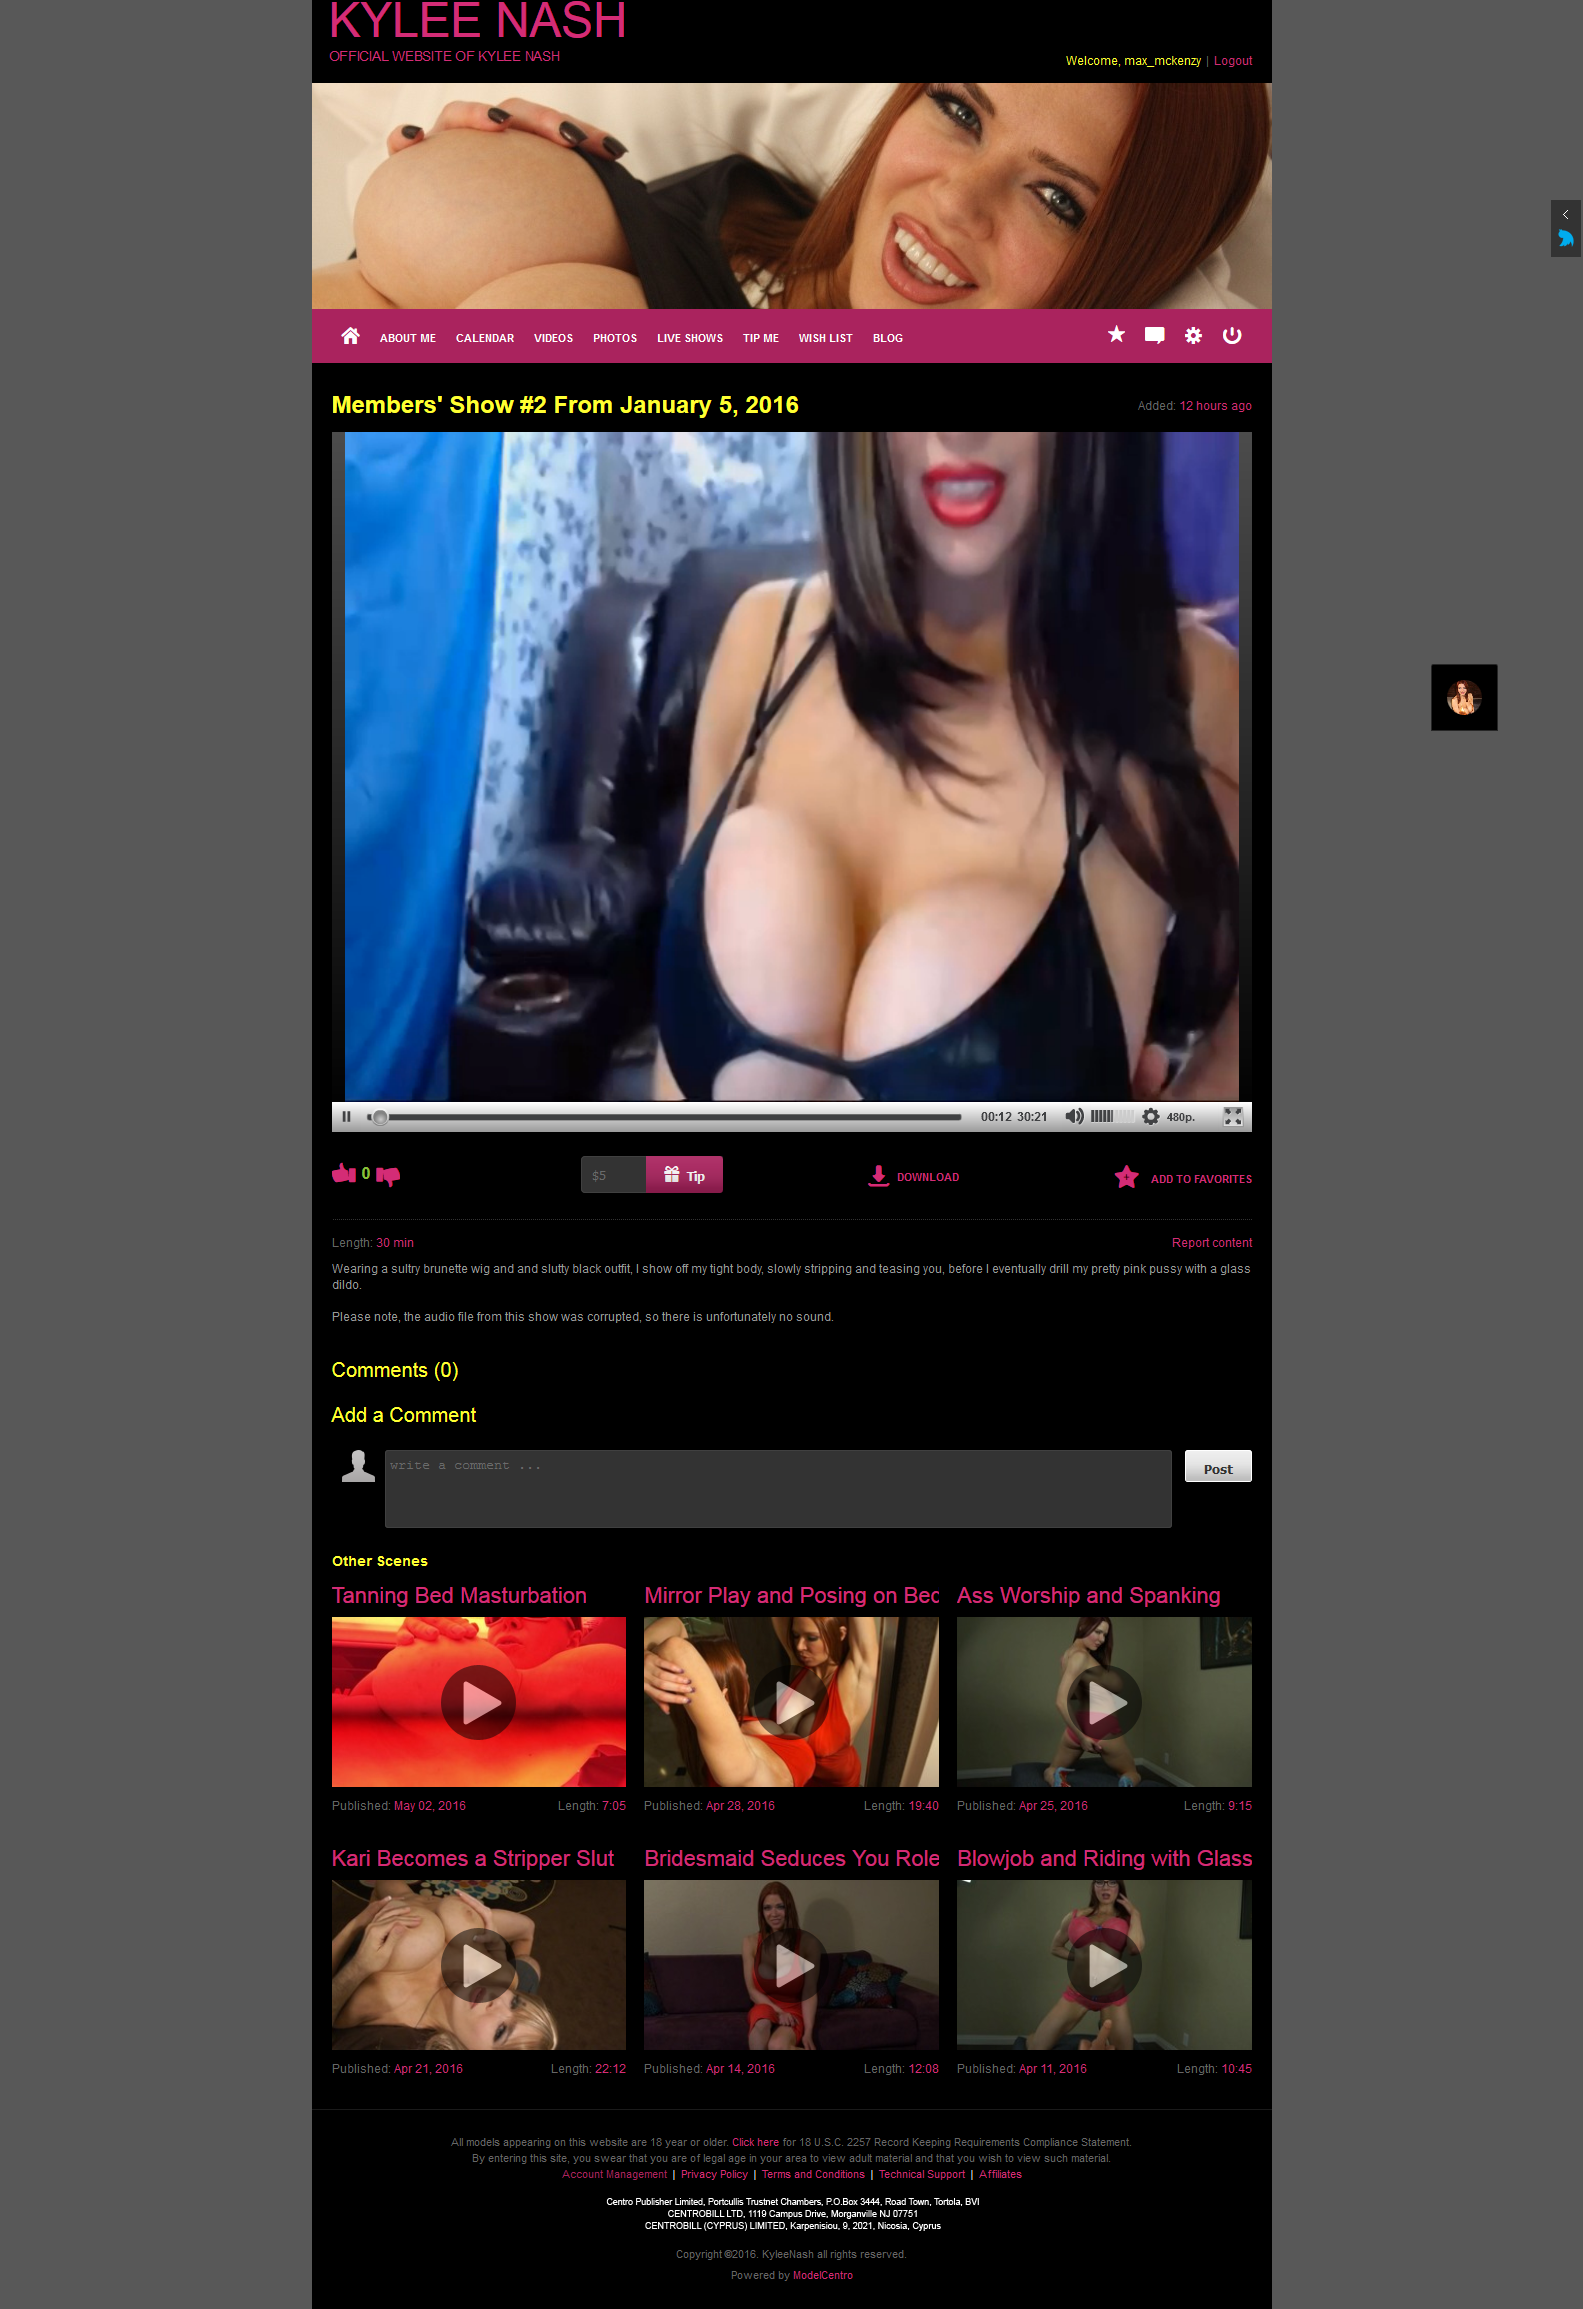 KYLEE NASH
OFFICIAL WEBSITE OF KYLEE NASH
Welcome, max_mckenzy | Logout
ABOUT ME CALENDAR VIDEOS PHOTOS LIVE SHOWS TIP ME WISH LIST BLOG
Members' Show #2 From January 5, 2016
Added: 12 hours ago
00:12 30:21 480p.
0 $5 Tip DOWNLOAD ADD TO FAVORITES
Length: 30 min Report content
Wearing a sultry brunette wig and and slutty black outfit, I show off my tight body, slowly stripping and teasing you, before I eventually drill my pretty pink pussy with a glass
dildo.
Please note, the audio file from this show was corrupted, so there is unfortunately no sound.
Comments (0)
Add a Comment
write a comment ... Post
Other Scenes
Tanning Bed Masturbation Mirror Play and Posing on Bed Ass Worship and Spanking
Published: May 02, 2016 Length: 7:05 Published: Apr 28, 2016 Length: 19:40 Published: Apr 25, 2016 Length: 9:15
Kari Becomes a Stripper Slut Bridesmaid Seduces You Role Blowjob and Riding with Glass
Published: Apr 21, 2016 Length: 22:12 Published: Apr 14, 2016 Length: 12:08 Published: Apr 11, 2016 Length: 10:45
All models appearing on this website are 18 year or older. Click here for 18 U.S.C. 2257 Record Keeping Requirements Compliance Statement.
By entering this site, you swear that you are of legal age in your area to view adult material and that you wish to view such material.
Account Management | Privacy Policy | Terms and Conditions | Technical Support | Affiliates
Centro Publisher Limited, Portcullis Trustnet Chambers, P.O.Box 3444, Road Town, Tortola, BVI
CENTROBILL LTD, 1119 Campus Drive, Morganville NJ 07751
CENTROBILL (CYPRUS) LIMITED, Karpenisiou, 9, 2021, Nicosia, Cyprus
Copyright ©2016. KyleeNash all rights reserved.
Powered by ModelCentro